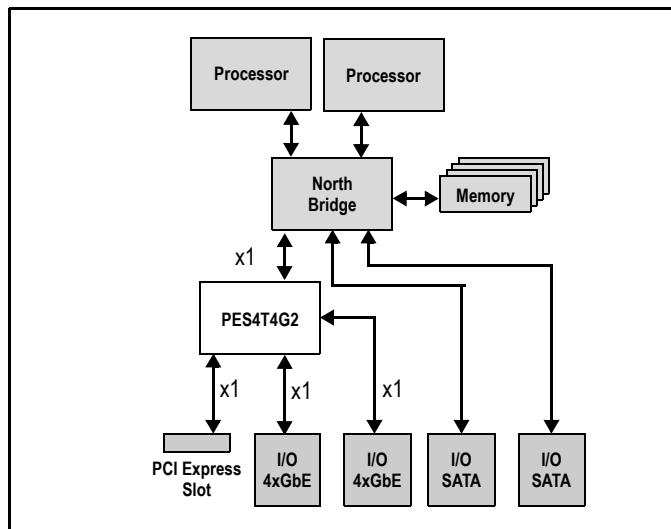 Processor
Processor
North
Bridge
Memory
x1
PES4T4G2
x1
x1
x1
PCI Express
Slot
I/O
4xGbE
I/O
4xGbE
I/O
SATA
I/O
SATA